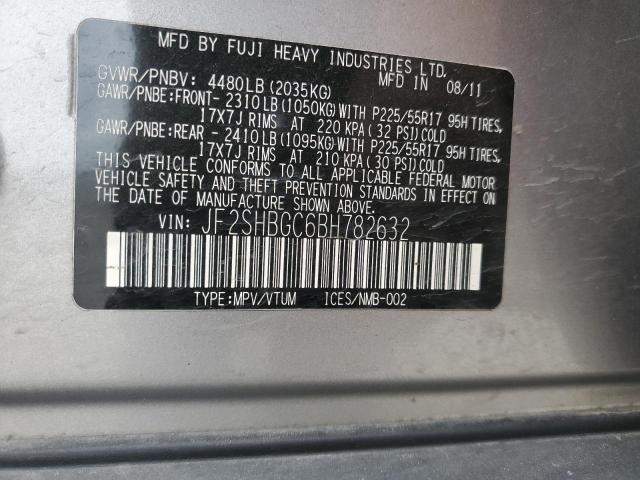 MFD BY FUJI HEAVY INDUSTRIES LTD.
GVWR/PNBV: 4480LB (2035KG) MFD IN 08/11
GAWR/PNBE:FRONT- 2310LB(1050KG)WITH P225/55R17 95H TIRES,
17X7J RIMS AT 220 KPA (32 PSI)COLD
GAWR/PNBE:REAR - 2410LB(1095KG)WITH P225/55R17 95H TIRES,
17X7J RIMS AT 210 KPA (30 PSI)COLD
THIS VEHICLE CONFORMS TO ALL APPLICABLE FEDERAL MOTOR
VEHICLE SAFETY AND THEFT PREVENTION STANDARDS IN EFFECT ON
THE DATE OF MANUFACTURE SHOWN ABOVE.
VIN: JF2SHBGC6BH782632
TYPE:MPV/VTUM ICES/NMB-002